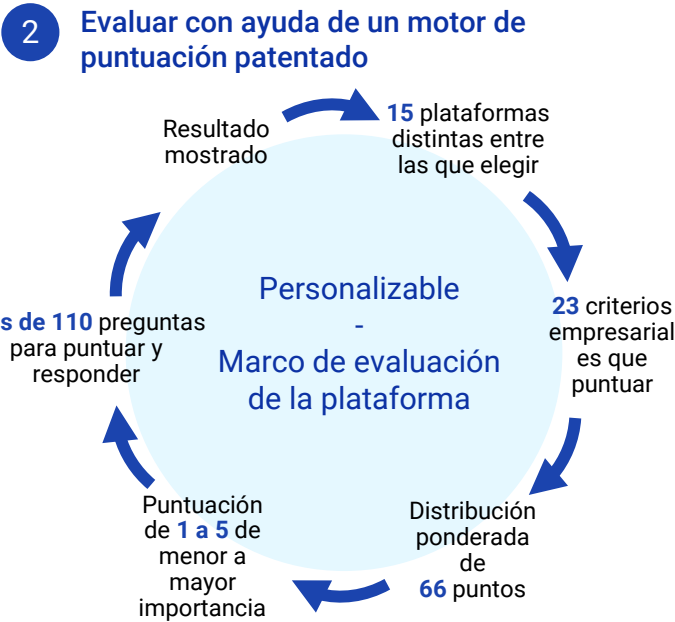 2
Evaluar con ayuda de un motor de
puntuación patentado
Resultado
mostrado
15 plataformas
distintas entre
las que elegir
23 criterios
empresarial
es que
puntuar
Distribución
ponderada
de
66 puntos
Puntuación
de 1 a 5 de
menor a
mayor
importancia
s de 110 preguntas
para puntuar y
responder
Personalizable
-
Marco de evaluación
de la plataforma